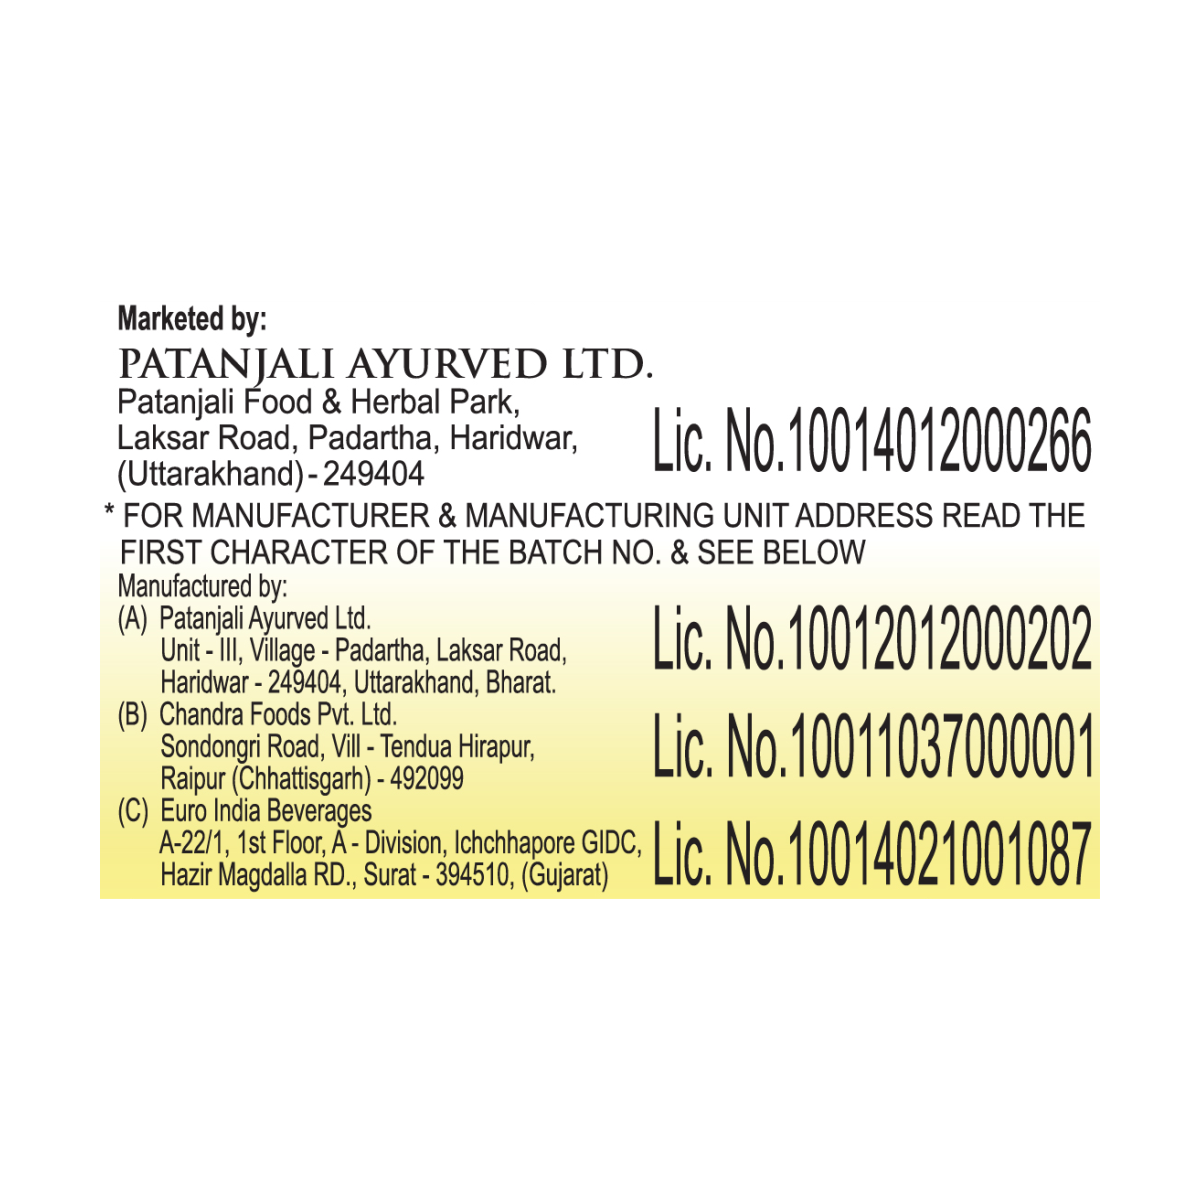 Marketed by:
PATANJALI AYURVED LTD.
Patanjali Food & Herbal Park,
Laksar Road, Padartha, Haridwar,
(Uttarakhand) - 249404
Lic. No.10014012000266
* FOR MANUFACTURER & MANUFACTURING UNIT ADDRESS READ THE
FIRST CHARACTER OF THE BATCH NO. & SEE BELOW
Manufactured by:
(A) Patanjali Ayurved Ltd.
Unit - III, Village - Padartha, Laksar Road,
Haridwar - 249404, Uttarakhand, Bharat.
Lic. No.10012012000202
(B) Chandra Foods Pvt. Ltd.
Sondongri Road, Vill - Tendua Hirapur,
Raipur (Chhattisgarh) - 492099
Lic. No.10011037000001
(C) Euro India Beverages
A-22/1, 1st Floor, A - Division, Ichchhapore GIDC,
Hazir Magdalla RD., Surat - 394510, (Gujarat)
Lic. No.10014021001087